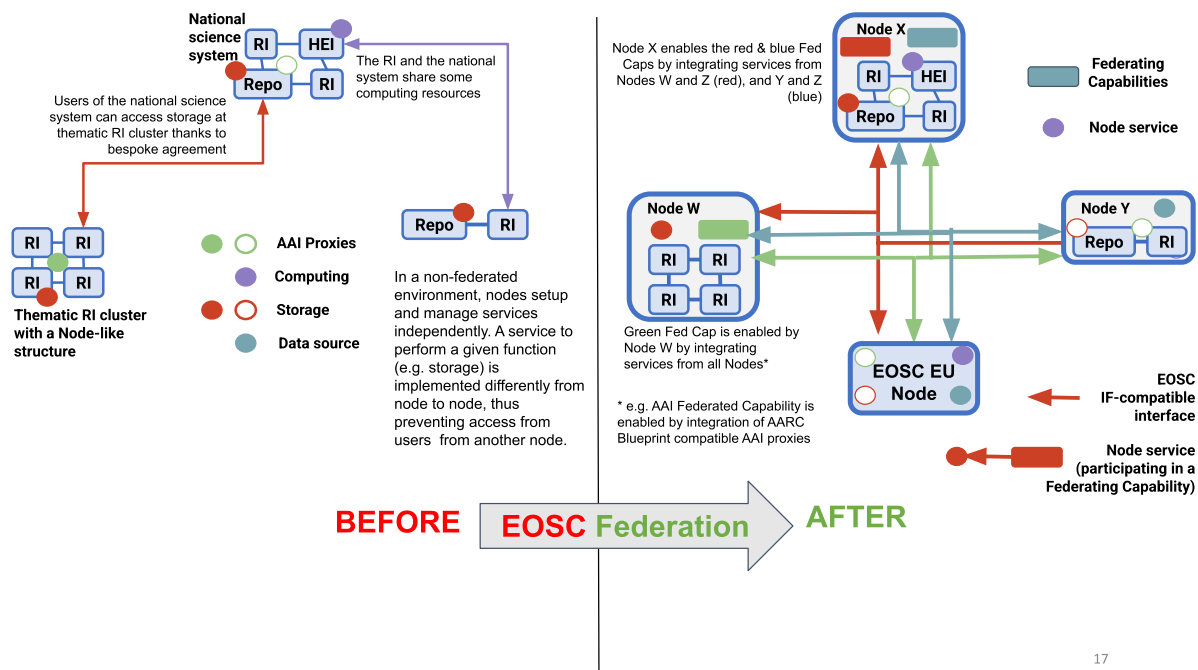 National
science
system
RI
HEI
Repo
RI
The RI and the national
system share some
computing resources
Users of the national science
system can access storage at
thematic RI cluster thanks to
bespoke agreement
Repo
RI
RI
RI
RI
RI
Thematic RI cluster
with a Node-like
structure
AAI Proxies
Computing
Storage
Data source
In a non-federated
environment, nodes setup
and manage services
independently. A service to
perform a given function
(e.g. storage) is
implemented differently from
node to node, thus
preventing access from
users from another node.
BEFORE
EOSC Federation
AFTER
Node X enables the red & blue Fed
Caps by integrating services from
Nodes W and Z (red), and Y and Z
(blue)
Node X
RI
HEI
Repo
RI
Federating
Capabilities
Node service
Node W
RI
RI
RI
RI
Node Y
Repo
RI
Green Fed Cap is enabled by
Node W by integrating
services from all Nodes*
* e.g. AAI Federated Capability is
enabled by integration of AARC
Blueprint compatible AAI proxies
EOSC EU
Node
EOSC
IF-compatible
interface
Node service
(participating in a
Federating Capability)
17